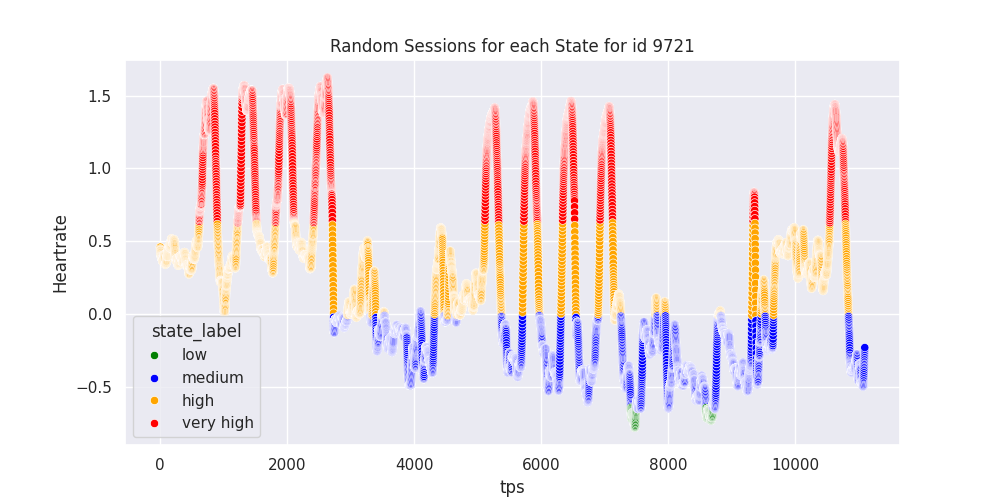 Random Sessions for each State for id 9721
Heartrate
1.5
1.0
0.5
0.0
−0.5
state_label
low
medium
high
very high
0 2000 4000 6000 8000 10000
tps